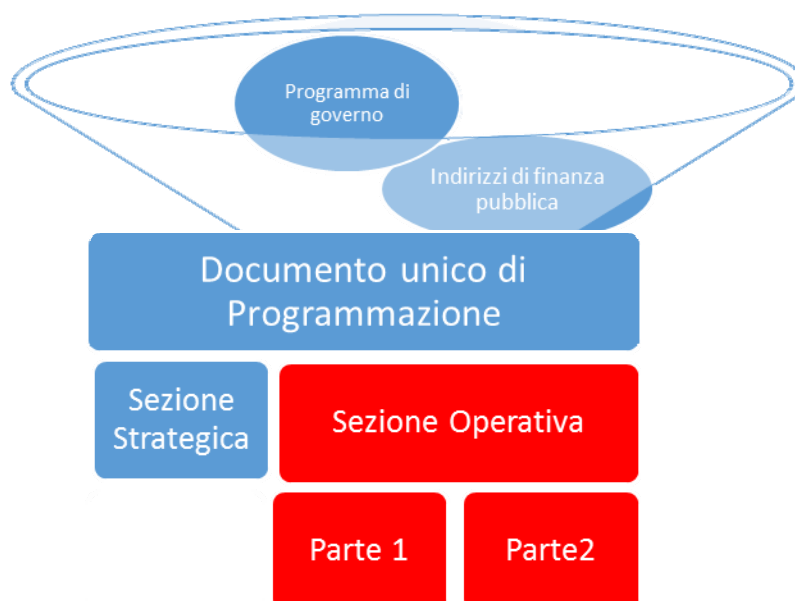 Programma di
governo
Indirizzi di finanza
pubblica
Documento unico di
Programmazione
Sezione
Strategica
Sezione Operativa
Parte 1
Parte2